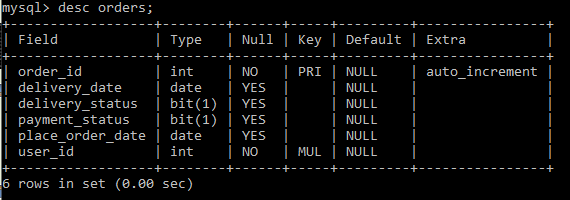 mysql> desc orders;
+------------------+--------+------+-----+---------+----------------+
| Field            | Type   | Null | Key | Default | Extra          |
+------------------+--------+------+-----+---------+----------------+
| order_id         | int    | NO   | PRI | NULL    | auto_increment |
| delivery_date    | date   | YES  |     | NULL    |                |
| delivery_status  | bit(1) | YES  |     | NULL    |                |
| payment_status   | bit(1) | YES  |     | NULL    |                |
| place_order_date | date   | YES  |     | NULL    |                |
| user_id          | int    | NO   | MUL | NULL    |                |
+------------------+--------+------+-----+---------+----------------+
6 rows in set (0.00 sec)